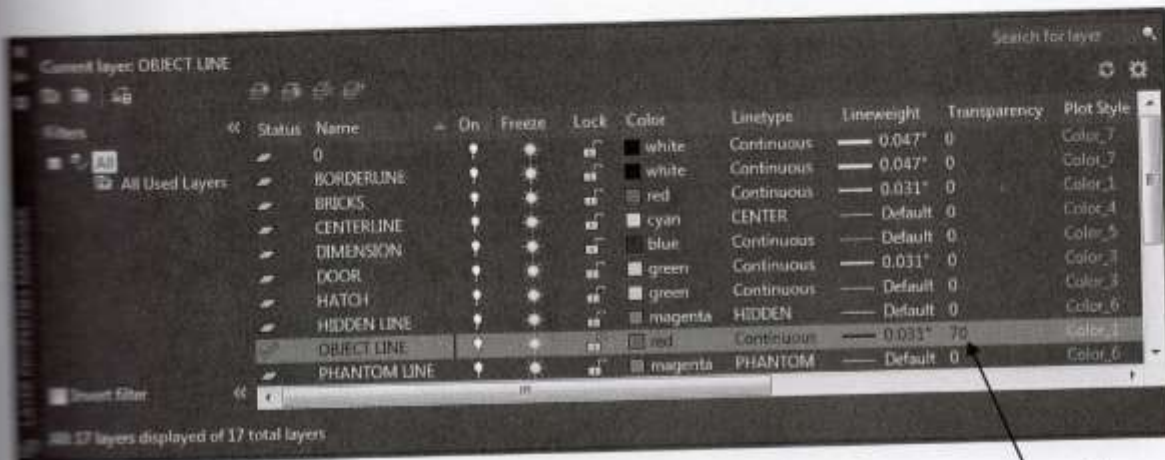 Search for layer
Current layer: OBJECT LINE
Filters
All
All Used Layers
Status Name On Freeze Lock Color Linetype Lineweight Transparency Plot Style
0 white Continuous 0.047" 0 Color_7
BORDERLINE white Continuous 0.047" 0 Color_7
BRICKS red Continuous 0.031" 0 Color_1
CENTERLINE cyan CENTER Default 0 Color_4
DIMENSION blue Continuous Default 0 Color_5
DOOR green Continuous 0.031" 0 Color_3
HATCH green Continuous Default 0 Color_3
HIDDEN LINE magenta HIDDEN Default 0 Color_6
OBJECT LINE red Continuous 0.031" 70 Color_1
PHANTOM LINE magenta PHANTOM Default 0 Color_6
Invert filter
17 layers displayed of 17 total layers